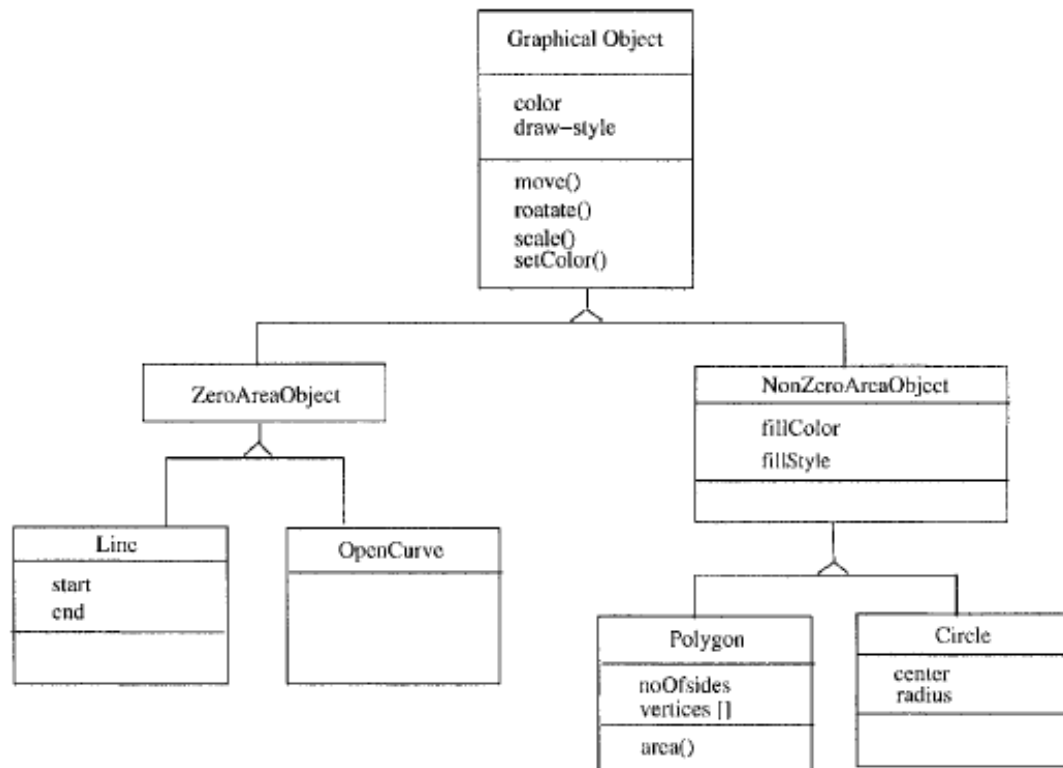 Graphical Object
color
draw-style
move()
roatate()
scale()
setColor()
ZeroAreaObject
NonZeroAreaObject
fillColor
fillStyle
Line
start
end
OpenCurve
Polygon
noOfsides
vertices []
area()
Circle
center
radius